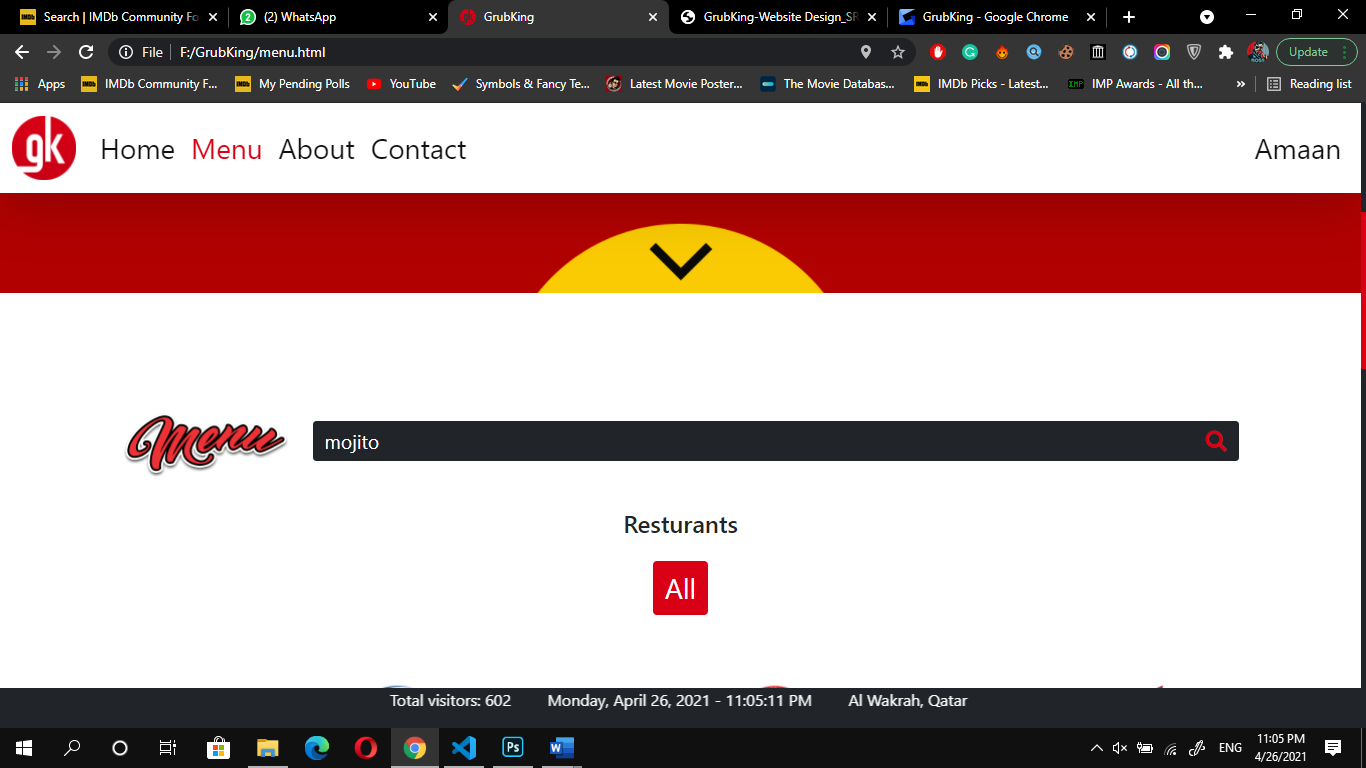 Search | IMDb Community Fo
(2) WhatsApp
GrubKing
GrubKing-Website Design_SR
GrubKing - Google Chrome
File
F:/GrubKing/menu.html
Update
Apps
IMDb Community F...
My Pending Polls
YouTube
Symbols & Fancy Te...
Latest Movie Poster...
The Movie Databas...
IMDb Picks - Latest...
IMP Awards - All th...
»
Reading list
gk
Home
Menu
About
Contact
Amaan
Menu
mojito
Resturants
All
Total visitors: 602
Monday, April 26, 2021 - 11:05:11 PM
Al Wakrah, Qatar
Ps
ENG
11:05 PM
4/26/2021